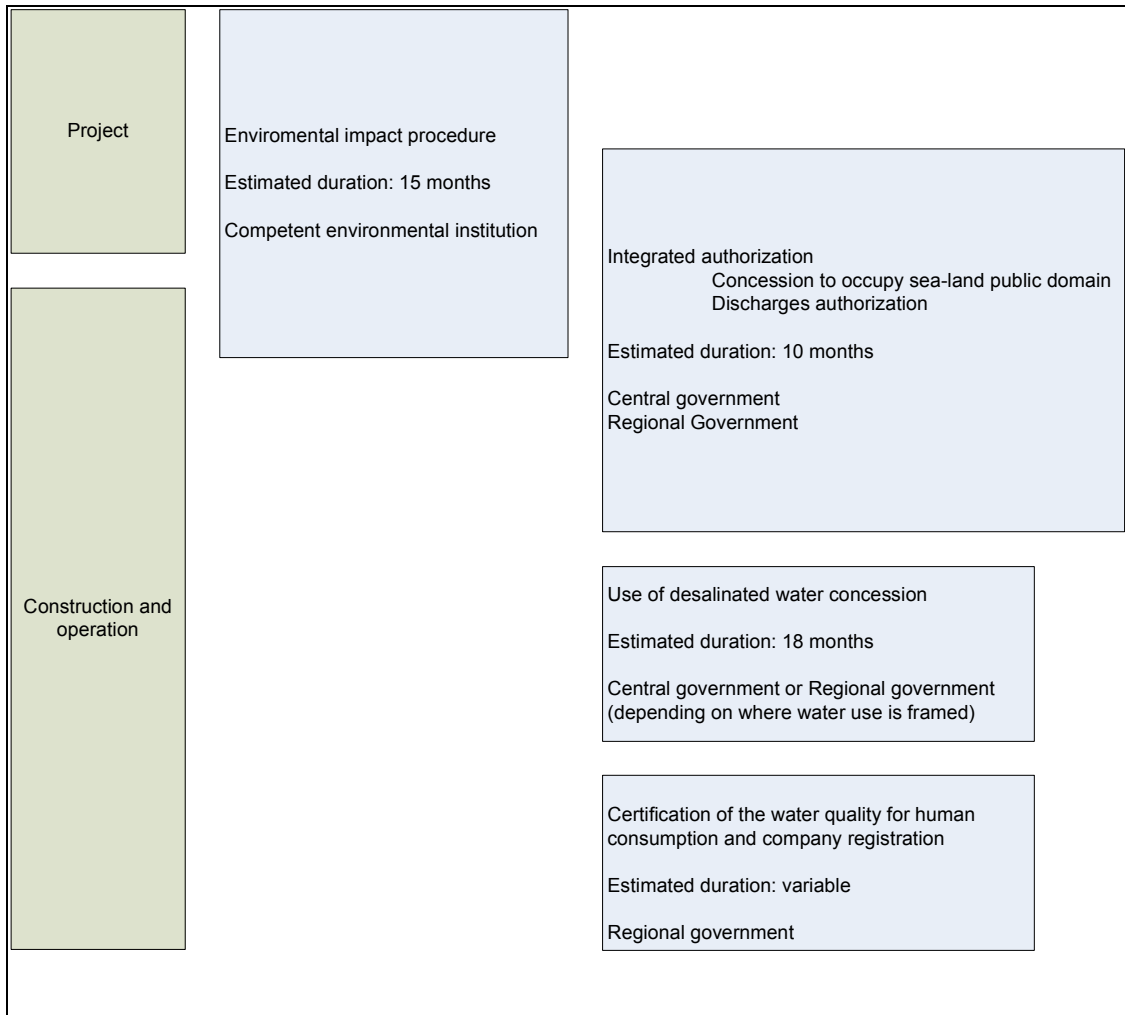 Project
Enviromental impact procedure
Estimated duration: 15 months
Competent environmental institution
Integrated authorization
Concession to occupy sea-land public domain
Discharges authorization
Estimated duration: 10 months
Central government
Regional Government
Construction and
operation
Use of desalinated water concession
Estimated duration: 18 months
Central government or Regional government
(depending on where water use is framed)
Certification of the water quality for human
consumption and company registration
Estimated duration: variable
Regional government